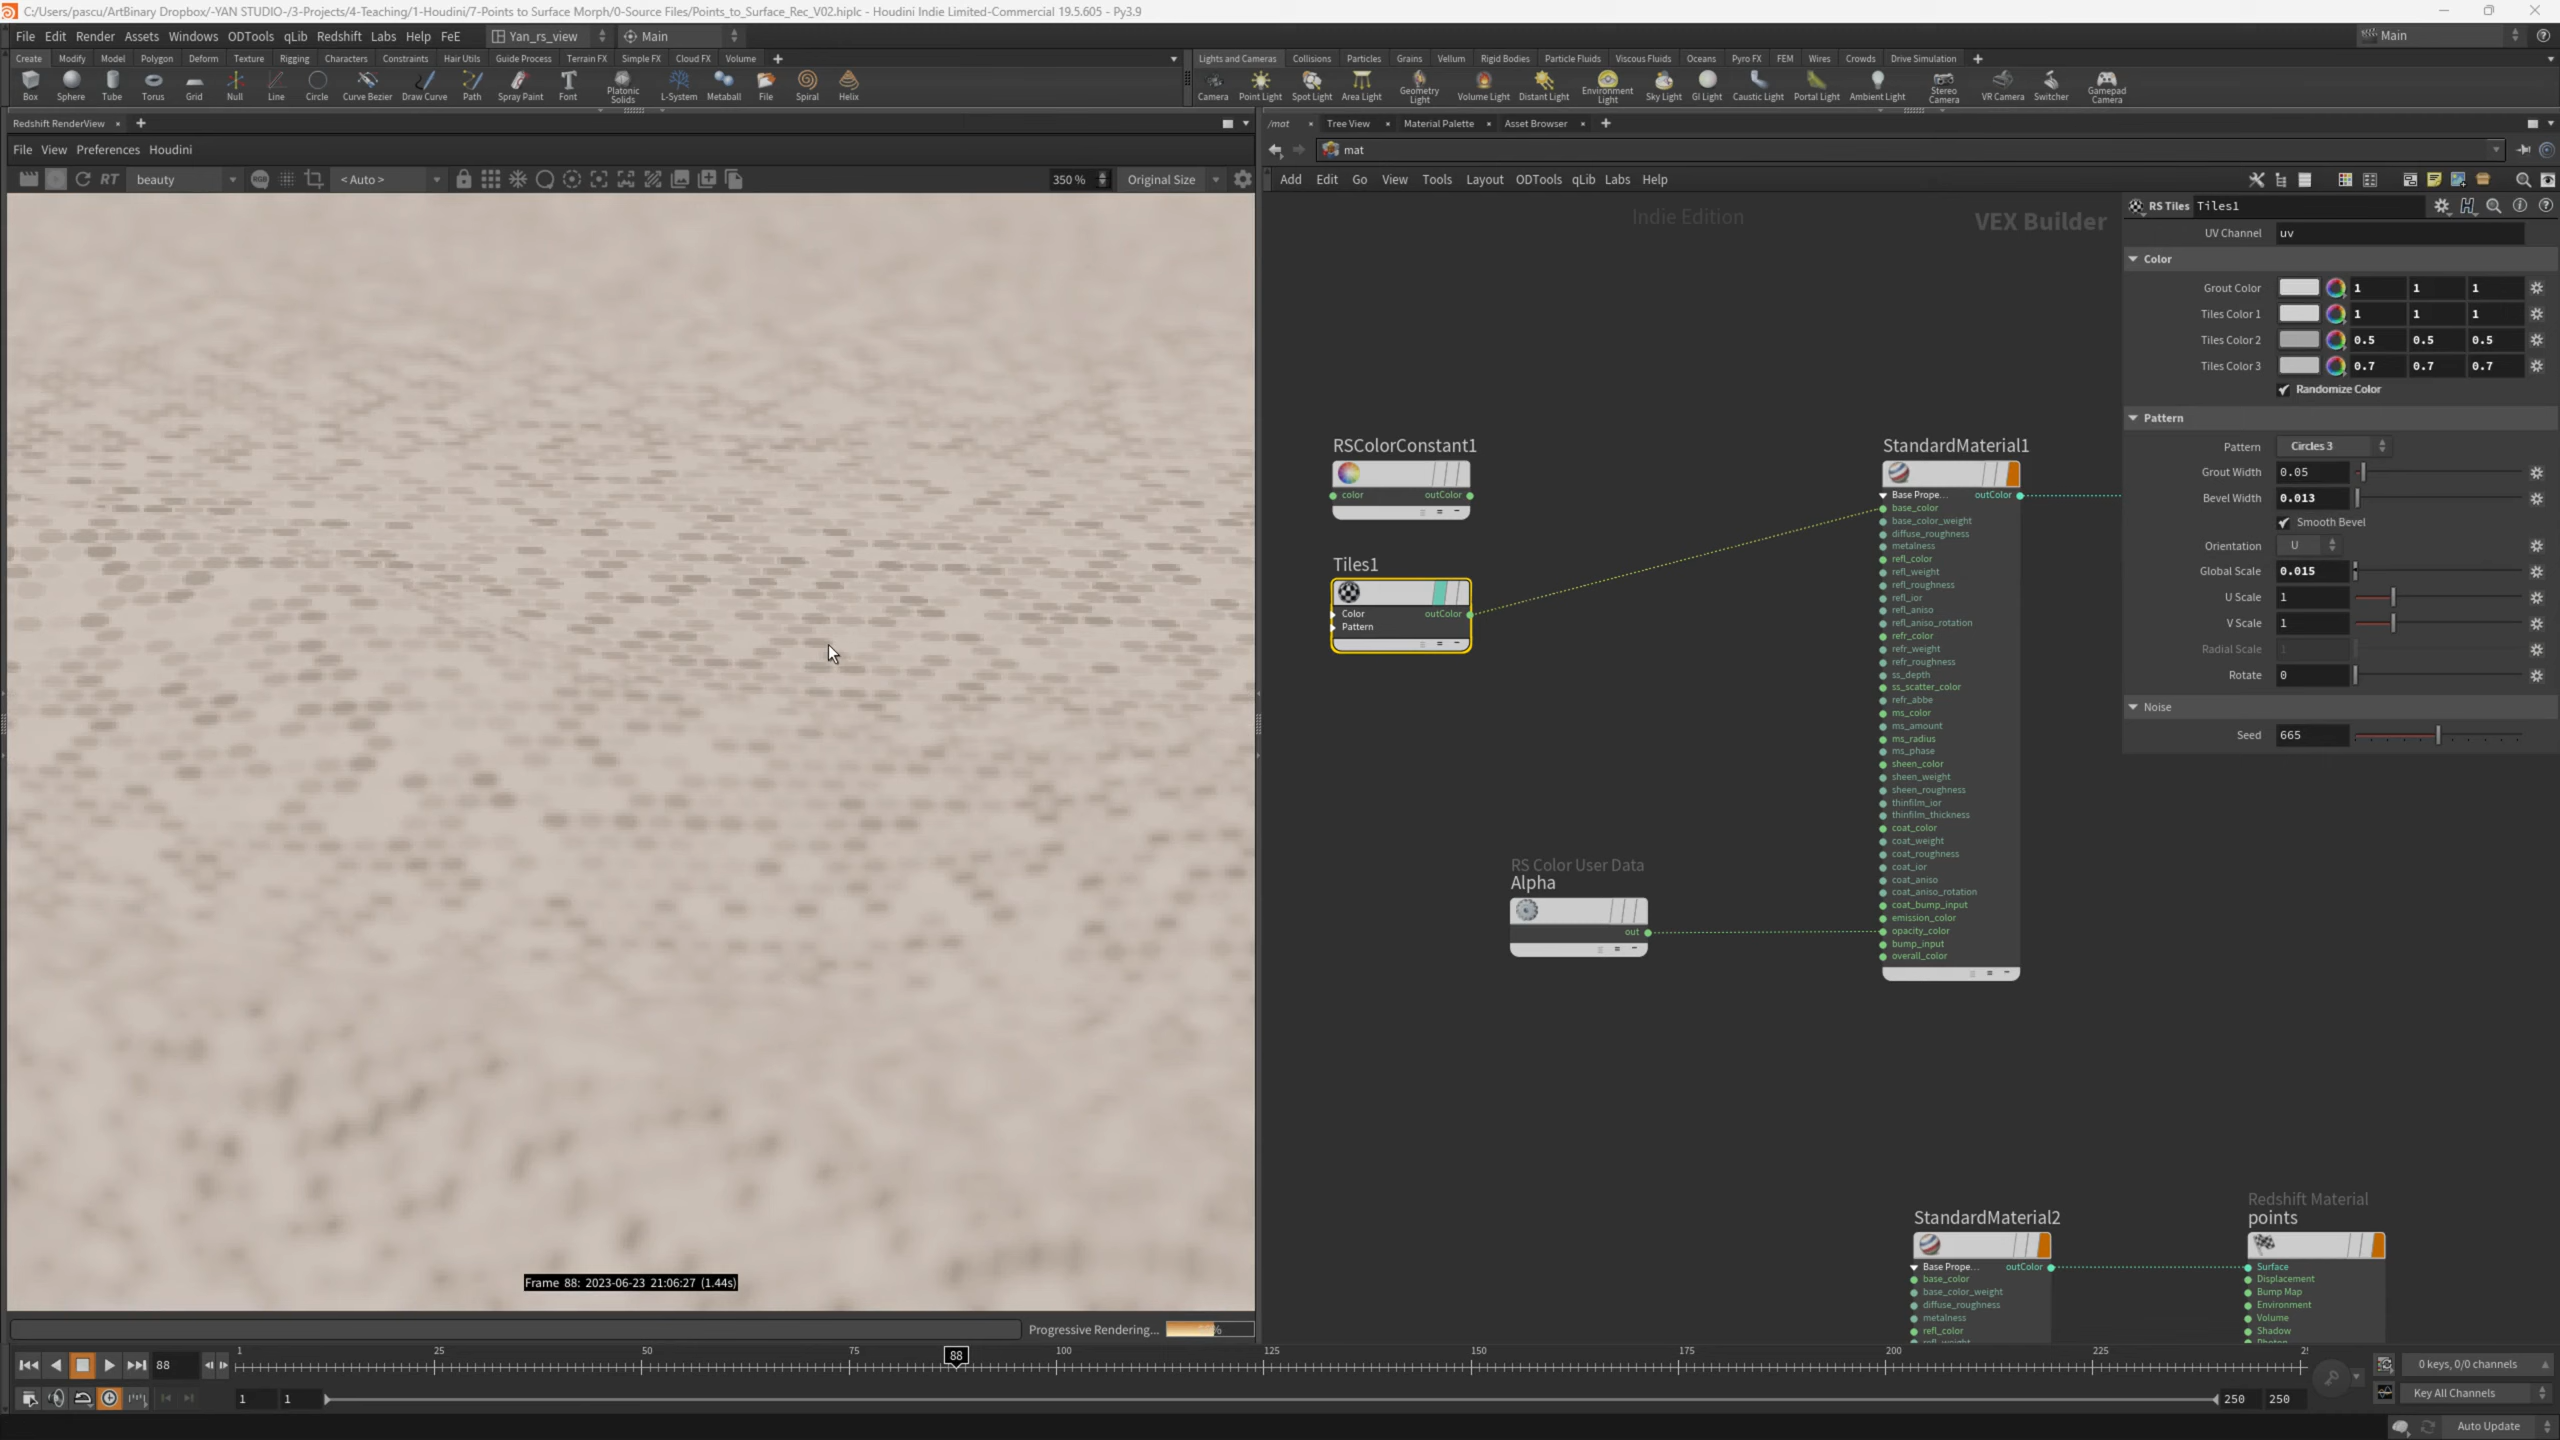 C:/Users/pascu/ArtBinary Dropbox/-YAN STUDIO-/3-Projects/4-Teaching/1-Houdini/7-Points to Surface Morph/0-Source Files/Points_to_Surface_Rec_V02.hiplc - Houdini Indie Limited-Commercial 19.5.605 - Py3.9
File Edit Render Assets Windows ODTools qLib Redshift Labs Help FeE Yan_rs_view Main Main
Create Modify Model Polygon Deform Texture Rigging Characters Constraints Hair Utils Guide Process Terrain FX Simple FX Cloud FX Volume
Lights and Cameras Collisions Particles Grains Vellum Rigid Bodies Particle Fluids Viscous Fluids Oceans Pyro FX FEM Wires Crowds Drive Simulation
Box Sphere Tube Torus Grid Null Line Circle Curve Bezier Draw Curve Path Spray Paint Font Platonic Solids L-System Metaball File Spiral Helix
Camera Point Light Spot Light Area Light Geometry Light Volume Light Distant Light Environment Light Sky Light GI Light Caustic Light Portal Light Ambient Light Stereo Camera VR Camera Switcher Gamepad Camera
Redshift RenderView
/mat Tree View Material Palette Asset Browser
File View Preferences Houdini
mat
RT beauty RGB < Auto > 350 % Original Size
Add Edit Go View Tools Layout ODTools qLib Labs Help
Indie Edition
VEX Builder
RS Tiles Tiles1
UV Channel uv
Color
Grout Color 1 1 1
Tiles Color 1 1 1 1
Tiles Color 2 0.5 0.5 0.5
Tiles Color 3 0.7 0.7 0.7
Randomize Color
Pattern
Pattern Circles 3
Grout Width 0.05
Bevel Width 0.013
Smooth Bevel
Orientation U
Global Scale 0.015
U Scale 1
V Scale 1
Radial Scale 1
Rotate 0
Noise
Seed 665
RSColorConstant1
color outColor
Tiles1
Color outColor
Pattern
RS Color User Data
Alpha
out
StandardMaterial1
Base Prope... outColor
base_color
base_color_weight
diffuse_roughness
metalness
refl_color
refl_weight
refl_roughness
refl_ior
refl_aniso
refl_aniso_rotation
refr_color
refr_weight
refr_roughness
ss_depth
ss_scatter_color
refr_abbe
ms_color
ms_amount
ms_radius
ms_phase
sheen_color
sheen_weight
sheen_roughness
thinfilm_ior
thinfilm_thickness
coat_color
coat_weight
coat_roughness
coat_ior
coat_aniso
coat_aniso_rotation
coat_bump_input
emission_color
opacity_color
bump_input
overall_color
StandardMaterial2
Base Prope... outColor
base_color
base_color_weight
diffuse_roughness
metalness
refl_color
Redshift Material
points
Surface
Displacement
Bump Map
Environment
Volume
Shadow
Frame 88: 2023-06-23 21:06:27 (1.44s)
Progressive Rendering...
88 1 25 50 75 88 100 125 150 175 200 225
0 keys, 0/0 channels
1 1 250 250
Key All Channels
Auto Update